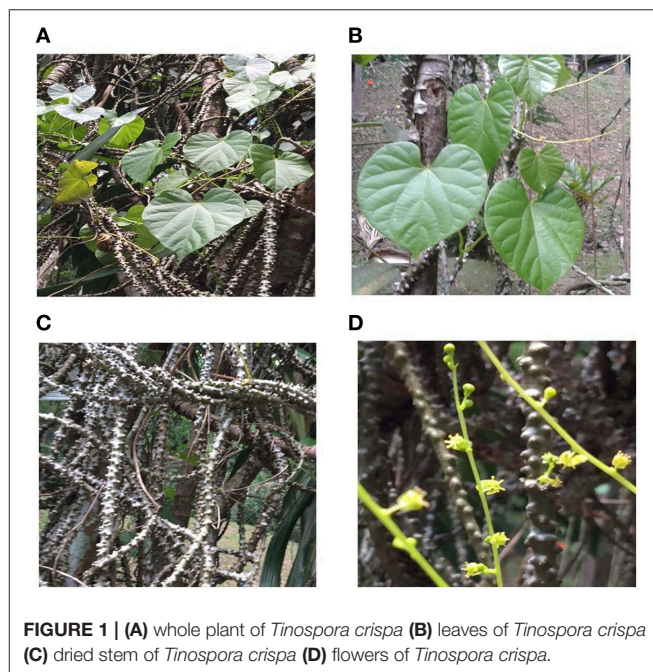 A
B
C
D
FIGURE 1 | (A) whole plant of Tinospora crispa (B) leaves of Tinospora crispa
(C) dried stem of Tinospora crispa (D) flowers of Tinospora crispa.